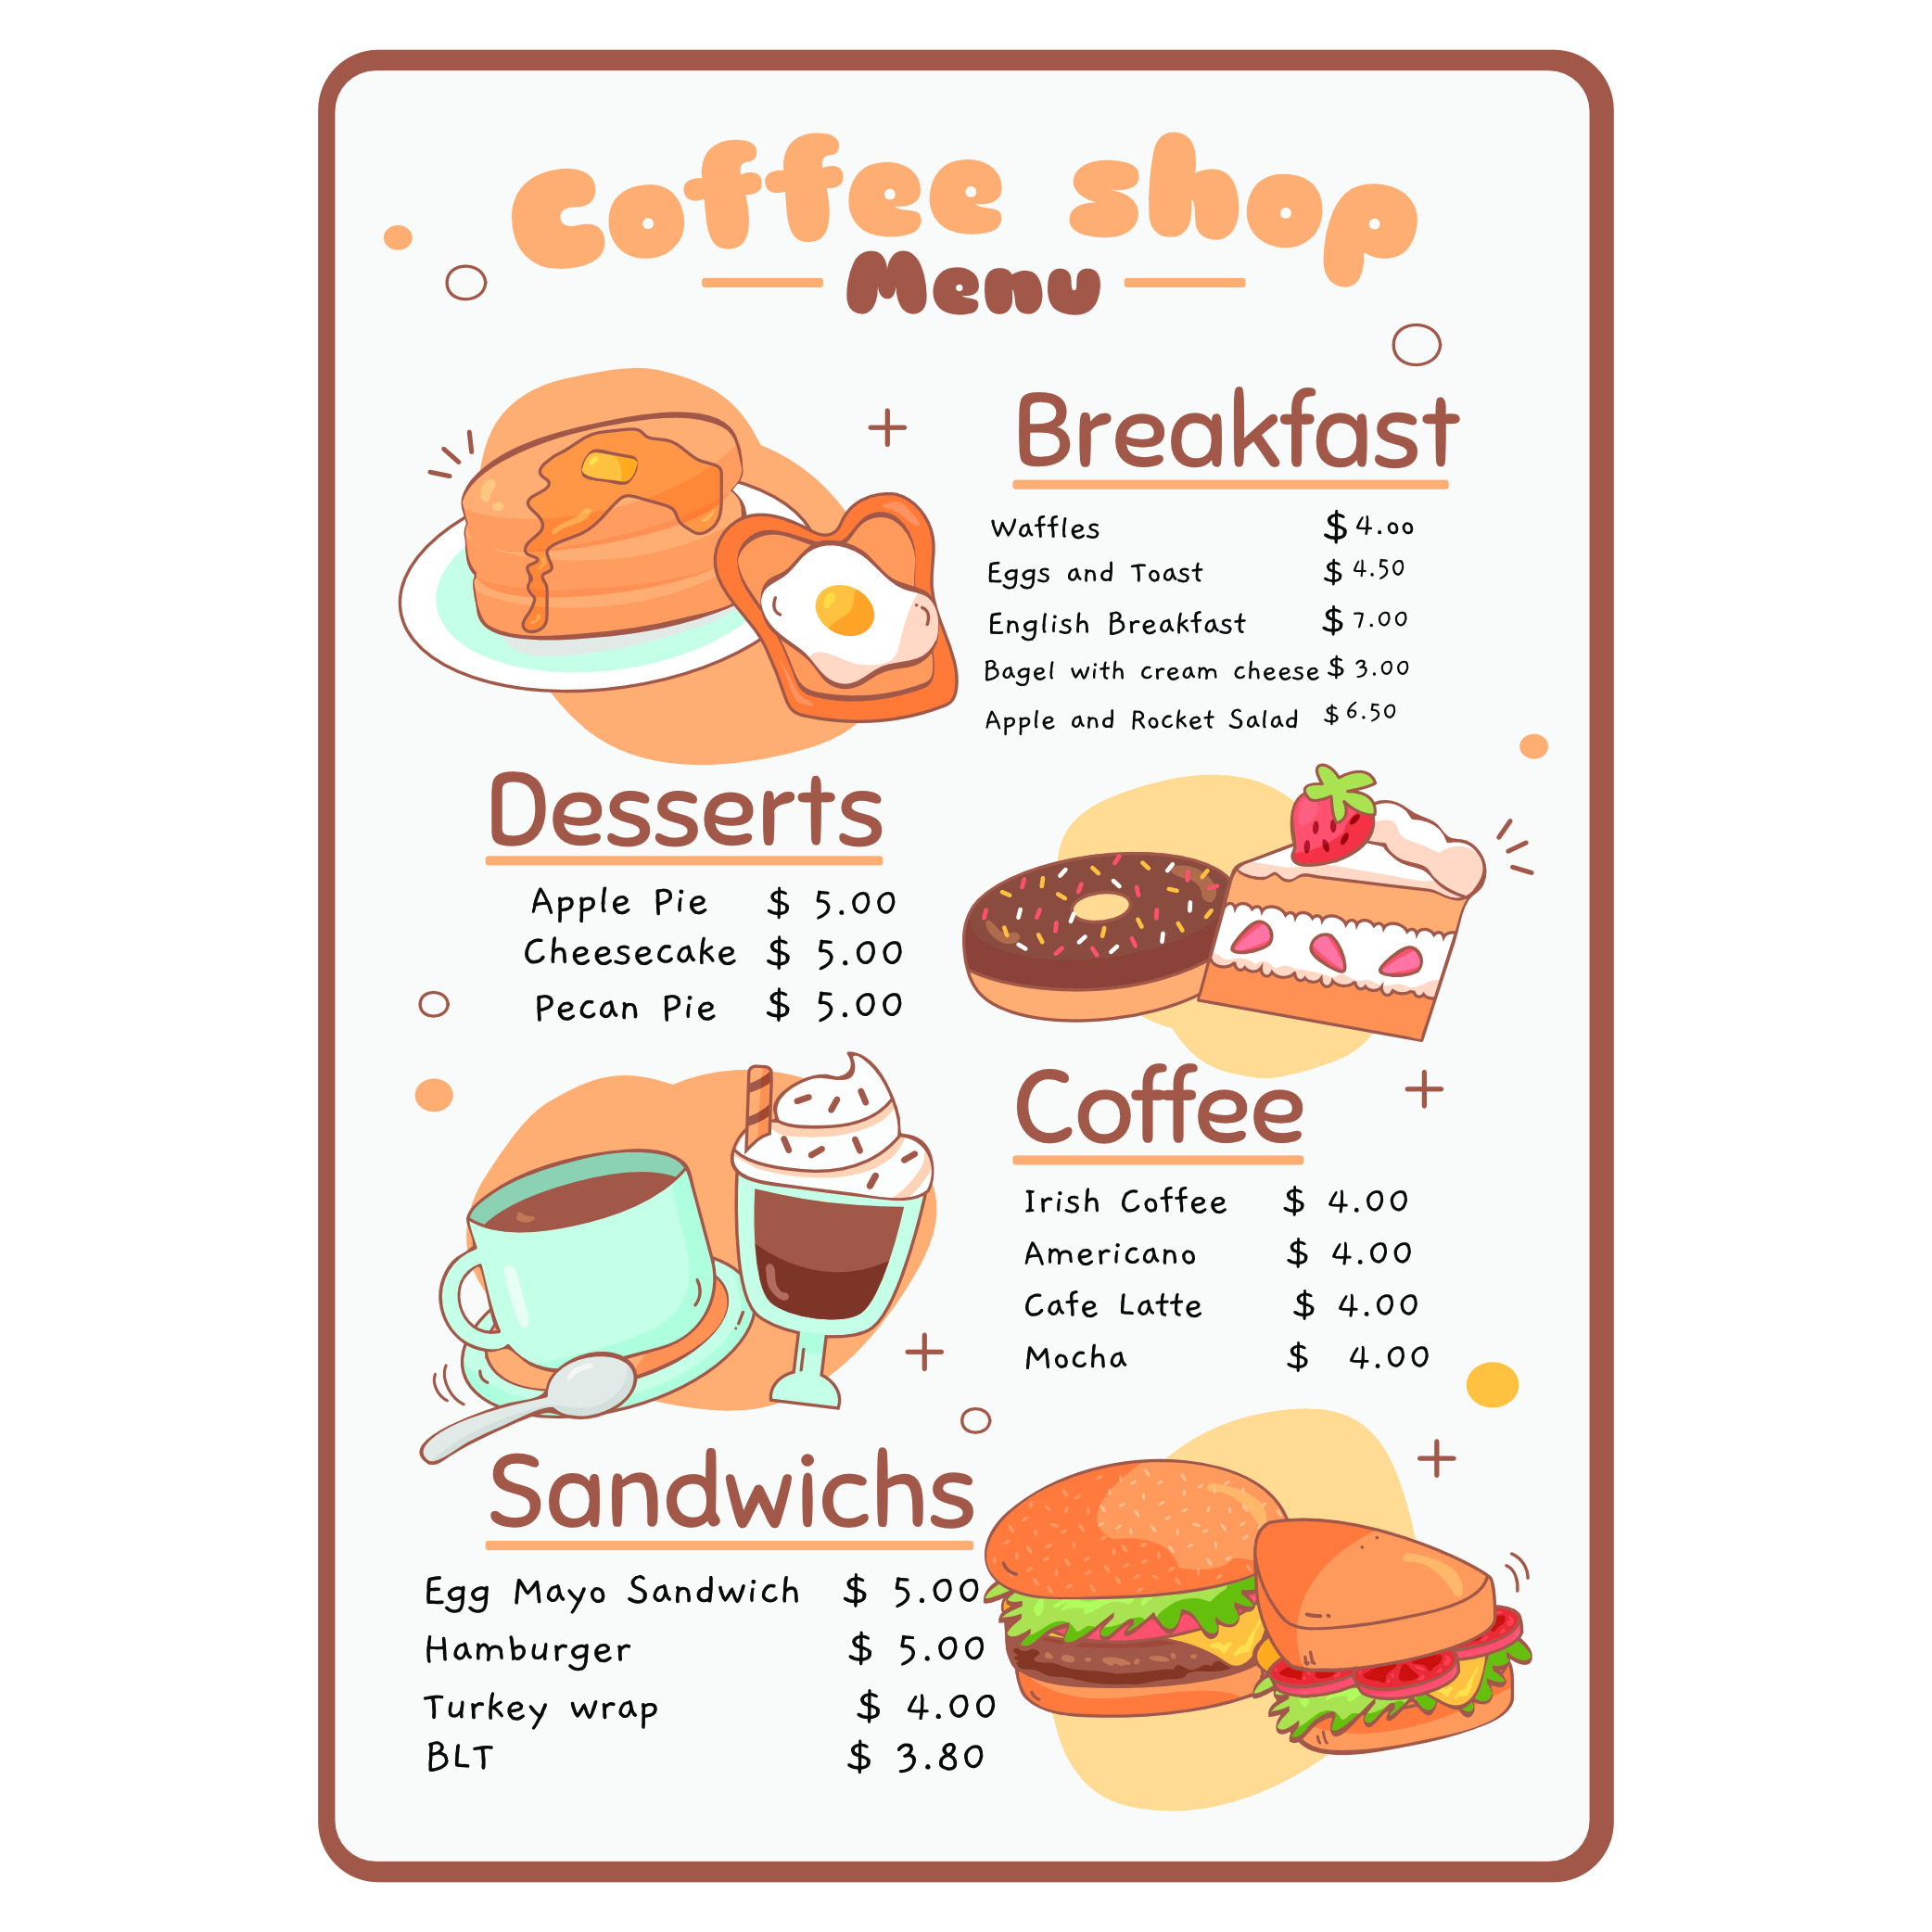 Coffee shop
Menu
Breakfast
Waffles $ 4.00
Eggs and Toast $ 4.50
English Breakfast $ 7.00
Bagel with cream cheese $ 3.00
Apple and Rocket Salad $ 6.50
Desserts
Apple Pie $ 5.00
Cheesecake $ 5.00
Pecan Pie $ 5.00
Coffee
Irish Coffee $ 4.00
Americano $ 4.00
Cafe Latte $ 4.00
Mocha $ 4.00
Sandwichs
Egg Mayo Sandwich $ 5.00
Hamburger $ 5.00
Turkey wrap $ 4.00
BLT $ 3.80